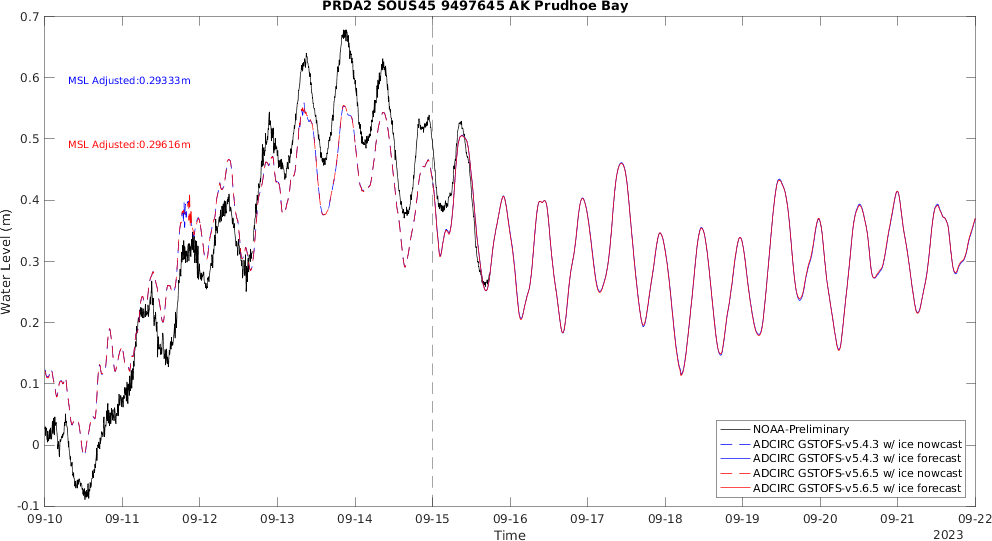 PRDA2 SOUS45 9497645 AK Prudhoe Bay
0.7
0.6
0.5
0.4
0.3
0.2
0.1
0
-0.1
Water Level (m)
MSL Adjusted:0.29333m
MSL Adjusted:0.29616m
NOAA-Preliminary
ADCIRC GSTOFS-v5.4.3 w/ ice nowcast
ADCIRC GSTOFS-v5.4.3 w/ ice forecast
ADCIRC GSTOFS-v5.6.5 w/ ice nowcast
ADCIRC GSTOFS-v5.6.5 w/ ice forecast
09-10 09-11 09-12 09-13 09-14 09-15 09-16 09-17 09-18 09-19 09-20 09-21 09-22
Time
2023